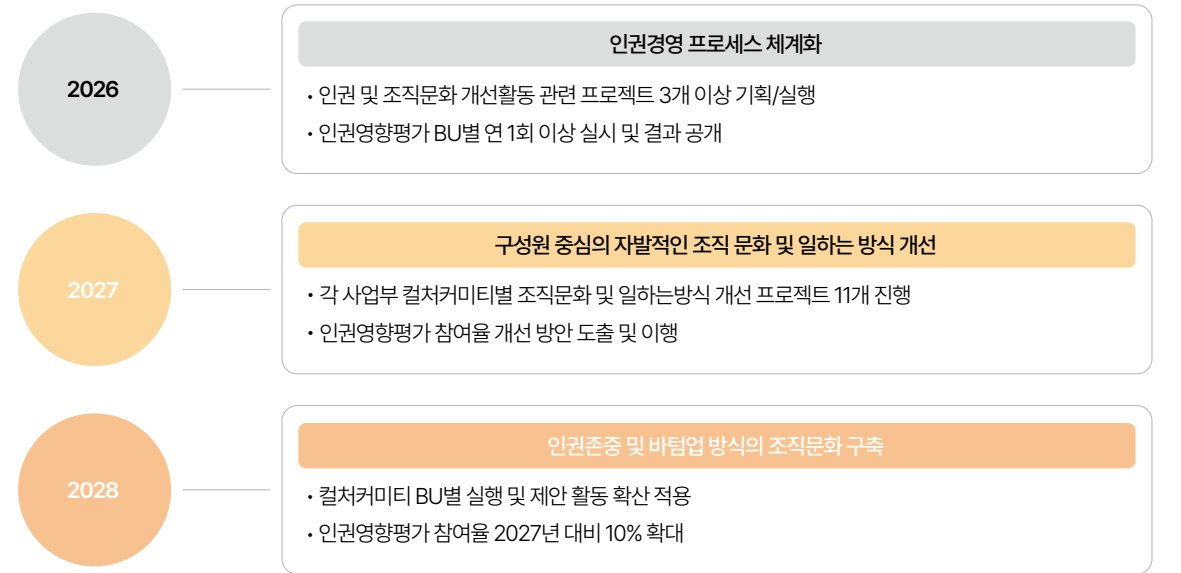 2026
인권경영 프로세스 체계화
• 인권 및 조직문화 개선활동 관련 프로젝트 3개 이상 기획/실행
• 인권영향평가 BU별 연 1회 이상 실시 및 결과 공개
2027
구성원 중심의 자발적인 조직 문화 및 일하는 방식 개선
• 각 사업부 컬처커미티별 조직문화 및 일하는방식 개선 프로젝트 11개 진행
• 인권영향평가 참여율 개선 방안 도출 및 이행
2028
인권존중 및 바텀업 방식의 조직문화 구축
• 컬처커미티 BU별 실행 및 제안 활동 확산 적용
• 인권영향평가 참여율 2027년 대비 10% 확대